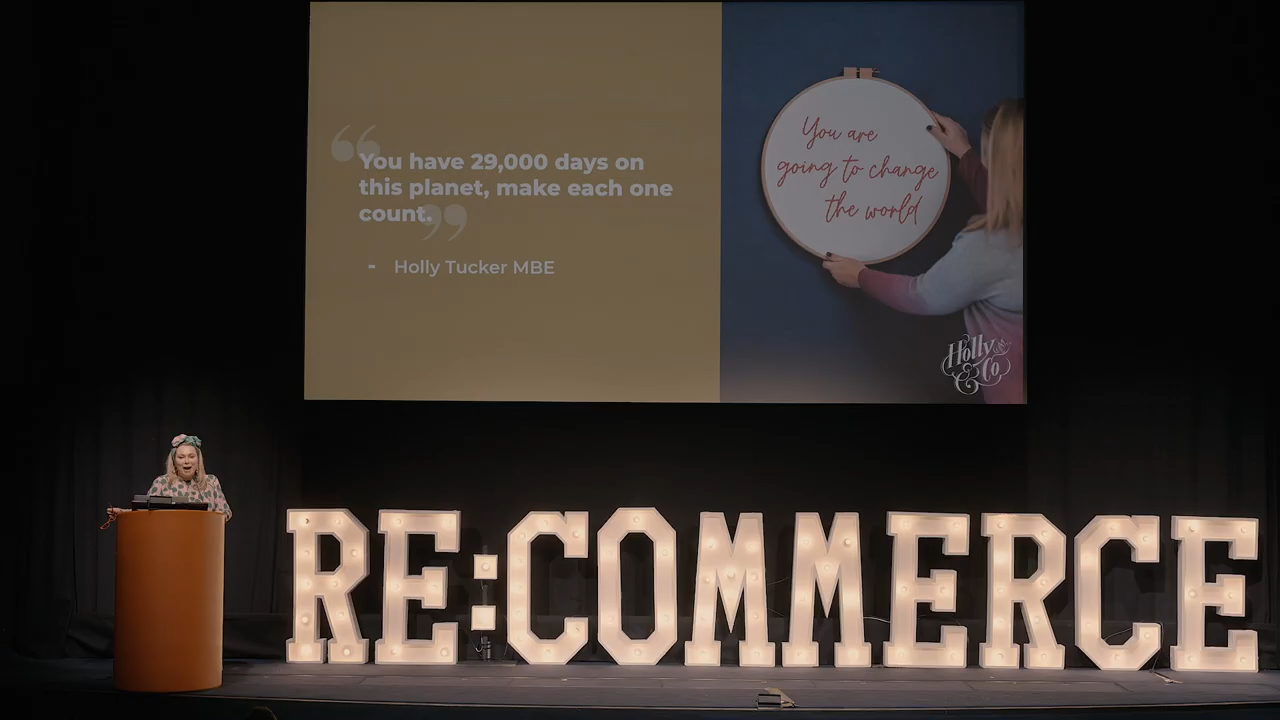 “You have 29,000 days on
this planet, make each one
count.”
- Holly Tucker MBE
You are
going to change
the world
Holly
& Co
RE:COMMERCE